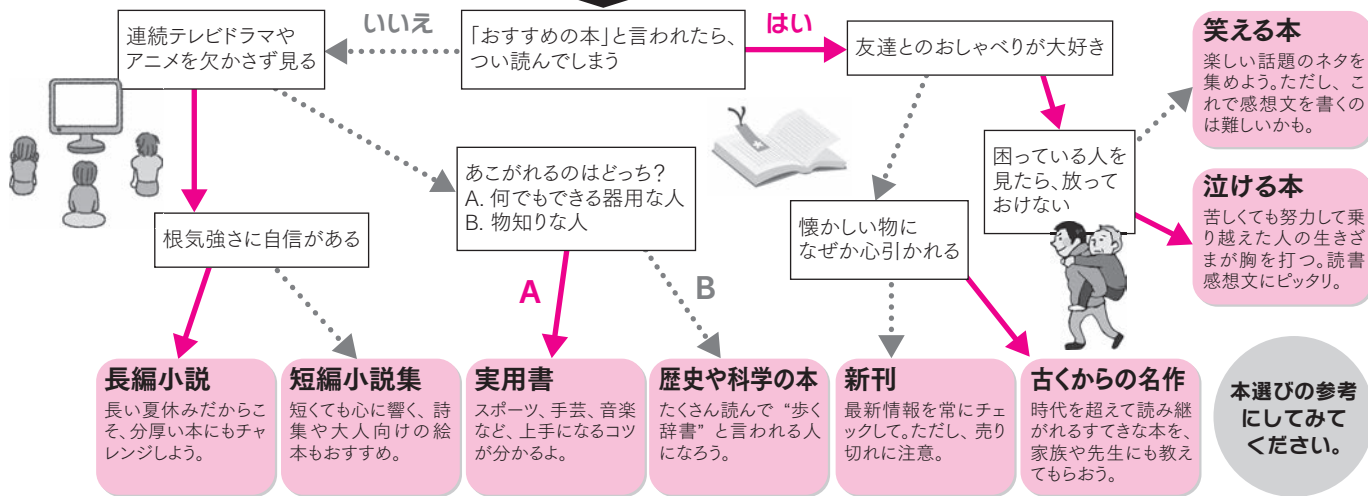 いいえ
はい
連続テレビドラマや
アニメを欠かさず見る
「おすすめの本」と言われたら、
つい読んでしまう
友達とのおしゃべりが大好き
笑える本
楽しい話題のネタを
集めよう。ただし、こ
れで感想文を書くの
は難しいかも。
あこがれるのはどっち?
A. 何でもできる器用な人
B. 物知りな人
困っている人を
見たら、放って
おけない
泣ける本
苦しくても努力して乗
り越えた人の生きざ
まが胸を打つ。読書
感想文にピッタリ。
根気強さに自信がある
懐かしい物に
なぜか心引かれる
A
B
長編小説
長い夏休みだからこ
そ、分厚い本にもチャ
レンジしよう。
短編小説集
短くても心に響く、詩
集や大人向けの絵
本もおすすめ。
実用書
スポーツ、手芸、音楽
など、上手になるコツ
が分かるよ。
歴史や科学の本
たくさん読んで “歩く
辞書” と言われる人
になろう。
新刊
最新情報を常にチェ
ックして。ただし、売り
切れに注意。
古くからの名作
時代を超えて読み継
がれるすてきな本を、
家族や先生にも教え
てもらおう。
本選びの参考
にしてみて
ください。